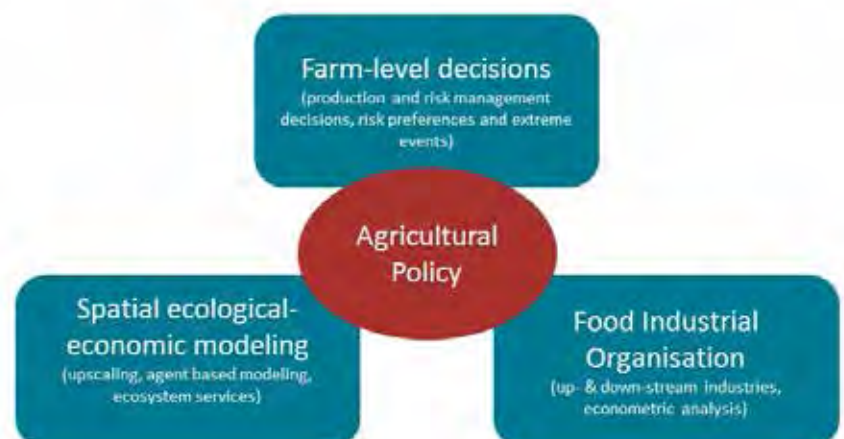 Farm-level decisions
(production and risk management
decisions, risk preferences and extreme
events)
Agricultural
Policy
Spatial ecological-
economic modeling
(upscaling, agent based modeling,
ecosystem services)
Food Industrial
Organisation
(up- & down-stream industries,
econometric analysis)